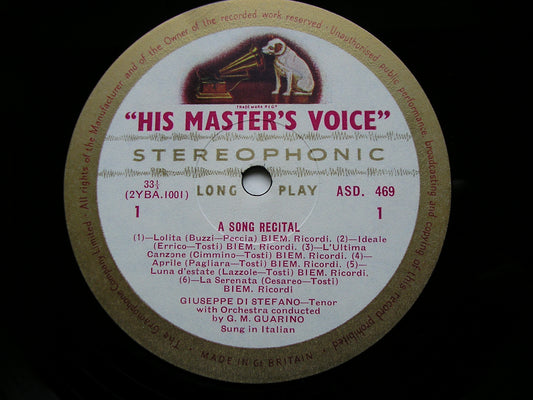 The Gramophone Company Limited · All rights of the Manufacturer and of the Owner of the recorded work reserved · Unauthorised public performance, broadcasting and copying of this record prohibited
TRADE MARK
"HIS MASTER'S VOICE"
STEREOPHONIC
33⅓
(2YBA.1001)
LONG PLAY
ASD. 469
1
1
A SONG RECITAL
(1)—Lolita (Buzzi-Peccia) BIEM. Ricordi. (2)—Ideale
(Errico—Tosti) BIEM. Ricordi. (3)—L'Ultima
Canzone (Cimmino—Tosti) BIEM. Ricordi. (4)—
Aprile (Pagliara—Tosti) BIEM. Ricordi. (5)—
Luna d'estate (Lazzole—Tosti) BIEM. Ricordi.
(6)—La Serenata (Cesareo—Tosti)
BIEM. Ricordi
GIUSEPPE DI STEFANO—Tenor
with Orchestra conducted
by G. M. GUARINO
Sung in Italian
MADE IN Gt BRITAIN